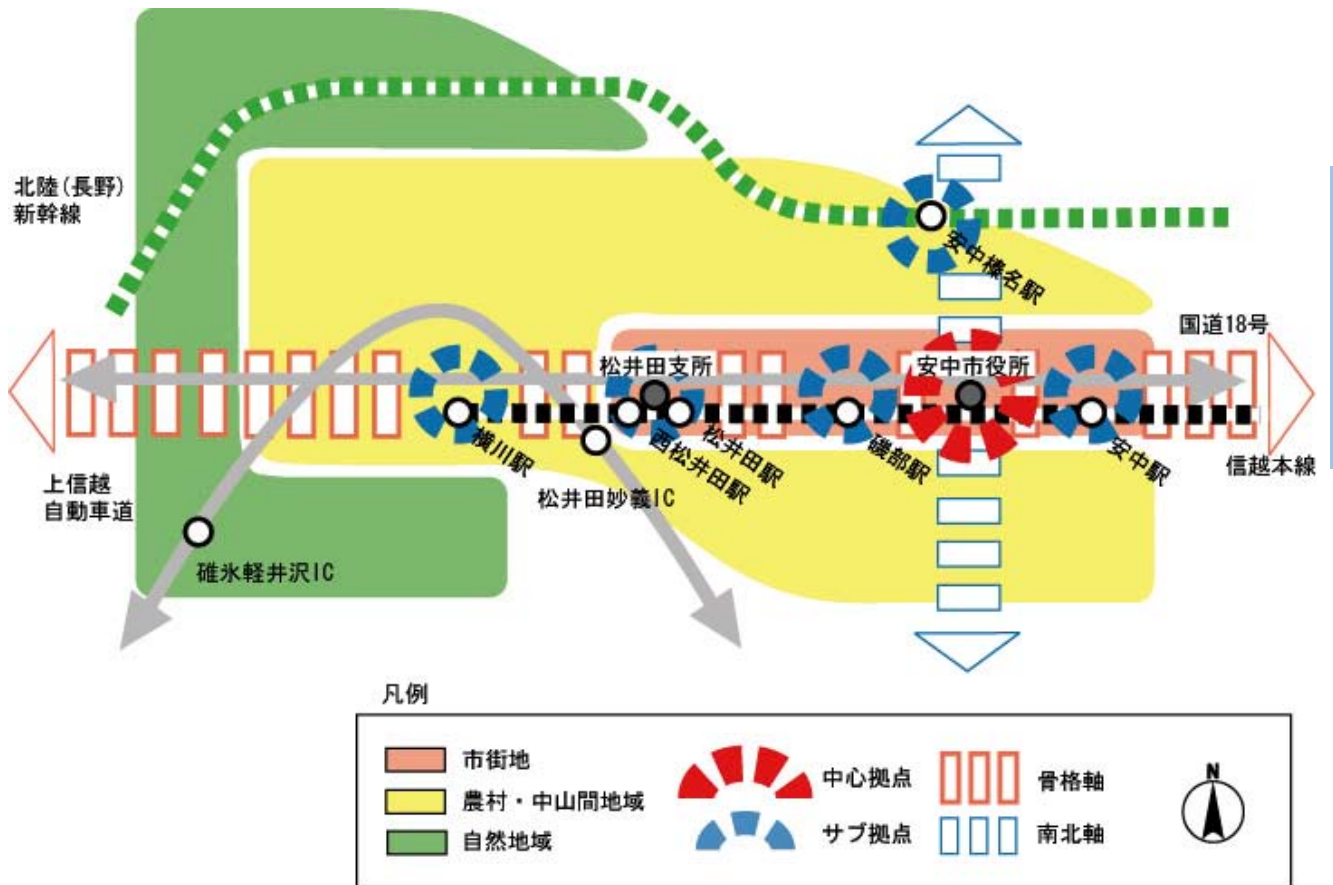 北陸(長野)
新幹線
安中榛名駅
国道18号
松井田支所
安中市役所
横川駅
西松井田駅
松井田駅
磯部駅
安中駅
信越本線
上信越
自動車道
松井田妙義IC
碓氷軽井沢IC
凡例
市街地
農村・中山間地域
自然地域
中心拠点
サブ拠点
骨格軸
南北軸
N